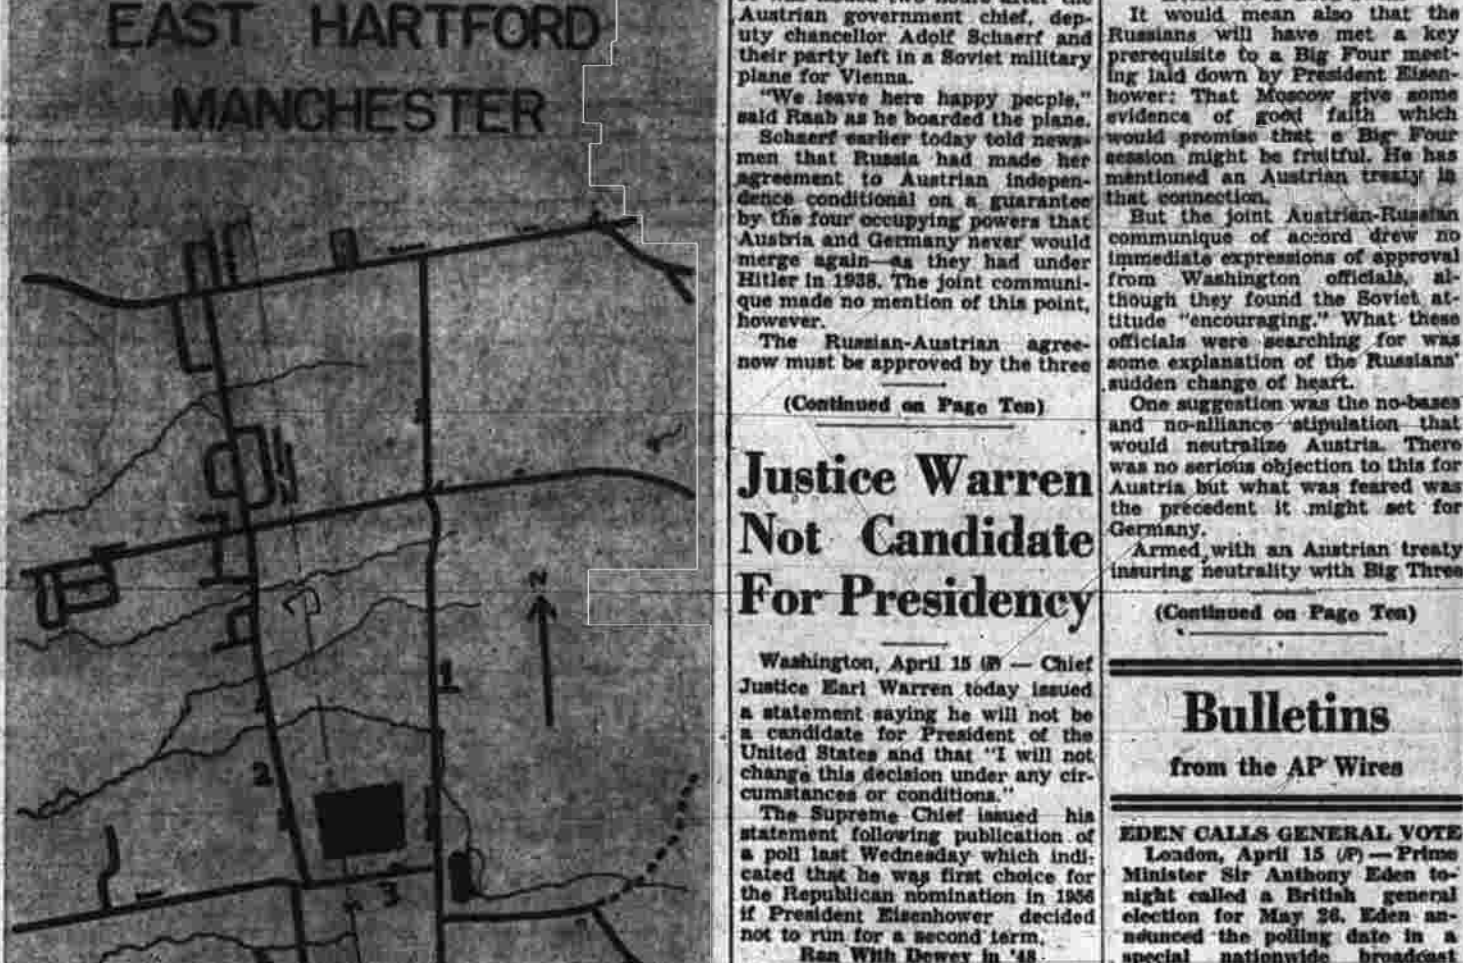 EAST HARTFORD
MANCHESTER
N
1
2
3
Austrian government chief, dep-
uty chancellor Adolf Schaerf and
their party left in a Soviet military
plane for Vienna.
"We leave here happy people,"
said Raab as he boarded the plane.
Schaerf earlier today told news-
men that Russia had made her
agreement to Austrian indepen-
dence conditional on a guarantee
by the four occupying powers that
Austria and Germany never would
merge again—as they had under
Hitler in 1938. The joint communi-
que made no mention of this point,
however.
The Russian-Austrian agree-
now must be approved by the three
(Continued on Page Ten)
Justice Warren
Not Candidate
For Presidency
Washington, April 15 (AP) — Chief
Justice Earl Warren today issued
a statement saying he will not be
a candidate for President of the
United States and that "I will not
change this decision under any cir-
cumstances or conditions."
The Supreme Chief issued his
statement following publication of
a poll last Wednesday which indi-
cated that he was first choice for
the Republican nomination in 1956
if President Eisenhower decided
not to run for a second term.
Ran With Dewey in '48
It would mean also that the
Russians will have met a key
prerequisite to a Big Four meet-
ing laid down by President Eisen-
hower: That Moscow give some
evidence of good faith which
would promise that a Big Four
session might be fruitful. He has
mentioned an Austrian treaty in
that connection.
But the joint Austrian-Russian
communique of accord drew no
immediate expressions of approval
from Washington officials, al-
though they found the Soviet at-
titude "encouraging." What these
officials were searching for was
some explanation of the Russians'
sudden change of heart.
One suggestion was the no-bases
and no-alliance stipulation that
would neutralize Austria. There
was no serious objection to this for
Austria but what was feared was
the precedent it might set for
Germany.
Armed with an Austrian treaty
insuring neutrality with Big Three
(Continued on Page Ten)
Bulletins
from the AP Wires
EDEN CALLS GENERAL VOTE
London, April 15 (AP) — Prime
Minister Sir Anthony Eden to-
night called a British general
election for May 26. Eden an-
nounced the polling date in a
special nationwide broadcast